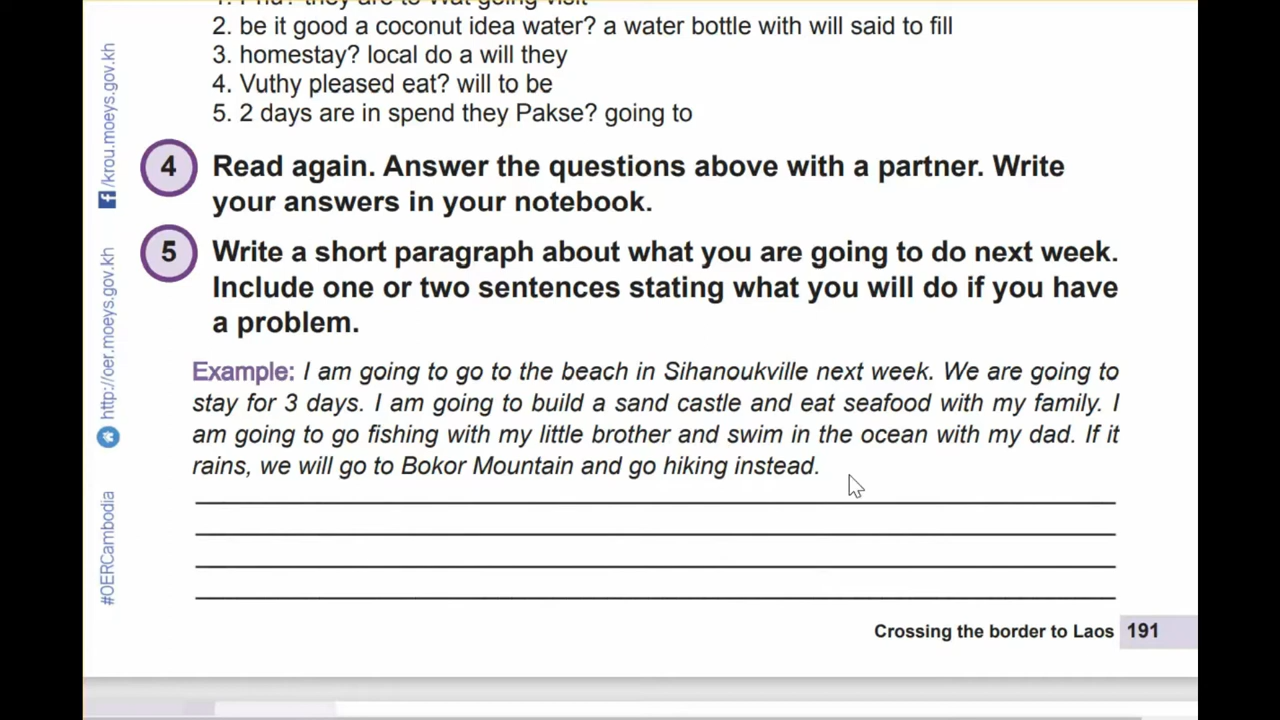 2. be it good a coconut idea water? a water bottle with will said to fill
3. homestay? local do a will they
4. Vuthy pleased eat? will to be
5. 2 days are in spend they Pakse? going to
4 Read again. Answer the questions above with a partner. Write
your answers in your notebook.
5 Write a short paragraph about what you are going to do next week.
Include one or two sentences stating what you will do if you have
a problem.
Example: I am going to go to the beach in Sihanoukville next week. We are going to
stay for 3 days. I am going to build a sand castle and eat seafood with my family. I
am going to go fishing with my little brother and swim in the ocean with my dad. If it
rains, we will go to Bokor Mountain and go hiking instead.
Crossing the border to Laos 191
/krou.moeys.gov.kh
http://oer.moeys.gov.kh
#OERCambodia